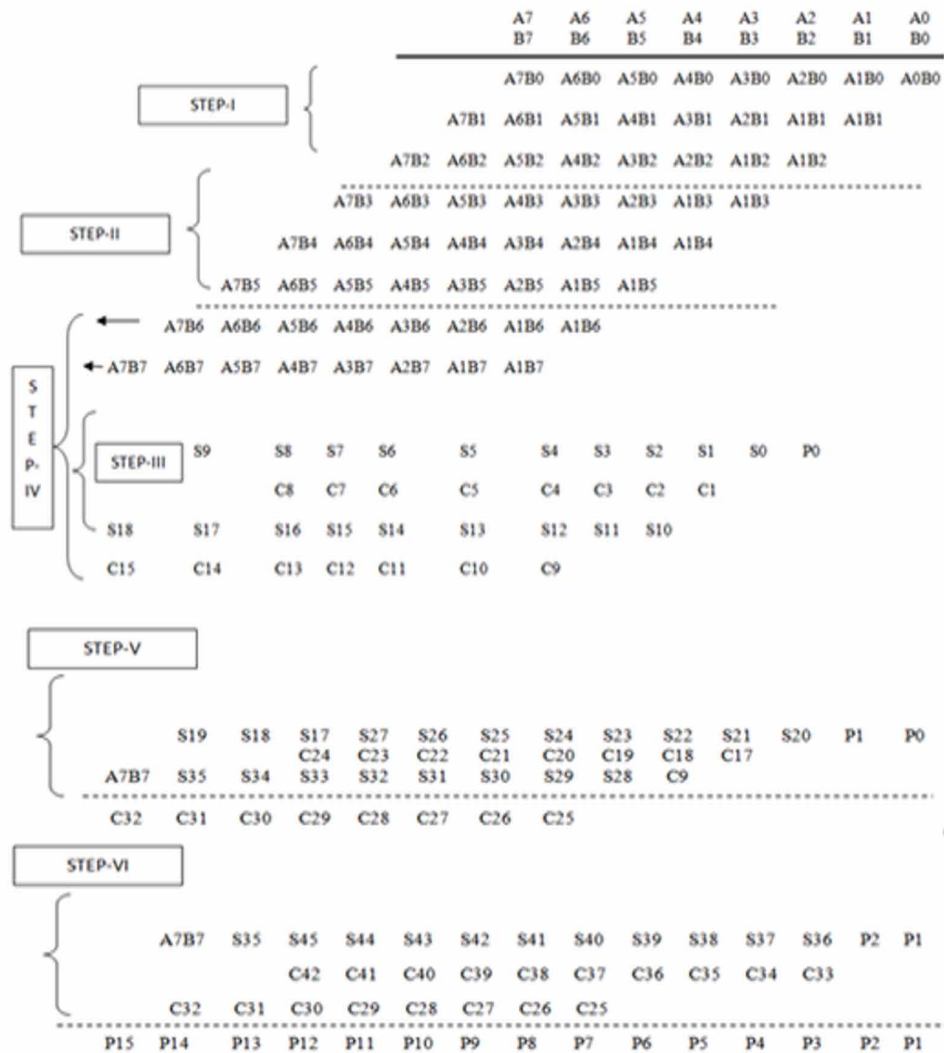 A7 A6 A5 A4 A3 A2 A1 A0
B7 B6 B5 B4 B3 B2 B1 B0
STEP-I
A7B0 A6B0 A5B0 A4B0 A3B0 A2B0 A1B0 A0B0
A7B1 A6B1 A5B1 A4B1 A3B1 A2B1 A1B1 A1B1
A7B2 A6B2 A5B2 A4B2 A3B2 A2B2 A1B2 A1B2
STEP-II
A7B3 A6B3 A5B3 A4B3 A3B3 A2B3 A1B3 A1B3
A7B4 A6B4 A5B4 A4B4 A3B4 A2B4 A1B4 A1B4
A7B5 A6B5 A5B5 A4B5 A3B5 A2B5 A1B5 A1B5
STEP-IV
A7B6 A6B6 A5B6 A4B6 A3B6 A2B6 A1B6 A1B6
A7B7 A6B7 A5B7 A4B7 A3B7 A2B7 A1B7 A1B7
STEP-III
S9 S8 S7 S6 S5 S4 S3 S2 S1 S0 P0
C8 C7 C6 C5 C4 C3 C2 C1
S18 S17 S16 S15 S14 S13 S12 S11 S10
C15 C14 C13 C12 C11 C10 C9
STEP-V
S19 S18 S17 S27 S26 S25 S24 S23 S22 S21 S20 P1 P0
C24 C23 C22 C21 C20 C19 C18 C17
A7B7 S35 S34 S33 S32 S31 S30 S29 S28 C9
C32 C31 C30 C29 C28 C27 C26 C25
STEP-VI
A7B7 S35 S45 S44 S43 S42 S41 S40 S39 S38 S37 S36 P2 P1
C42 C41 C40 C39 C38 C37 C36 C35 C34 C33
C32 C31 C30 C29 C28 C27 C26 C25
P15 P14 P13 P12 P11 P10 P9 P8 P7 P6 P5 P4 P3 P2 P1